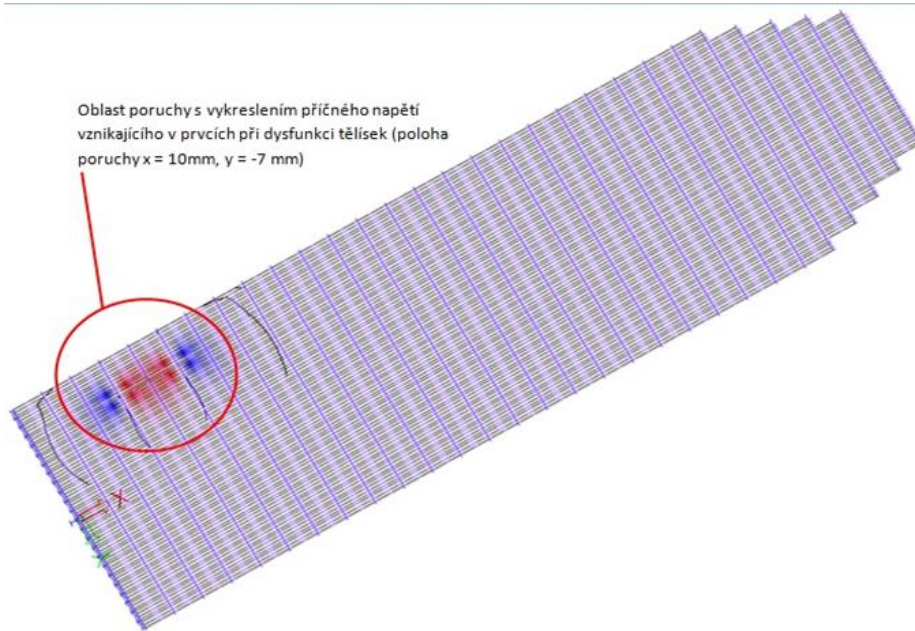 Oblast poruchy s vykreslením příčného napětí
vznikajícího v prvcích při dysfunkci tělísek (poloha
poruchy x = 10mm, y = -7 mm)
X